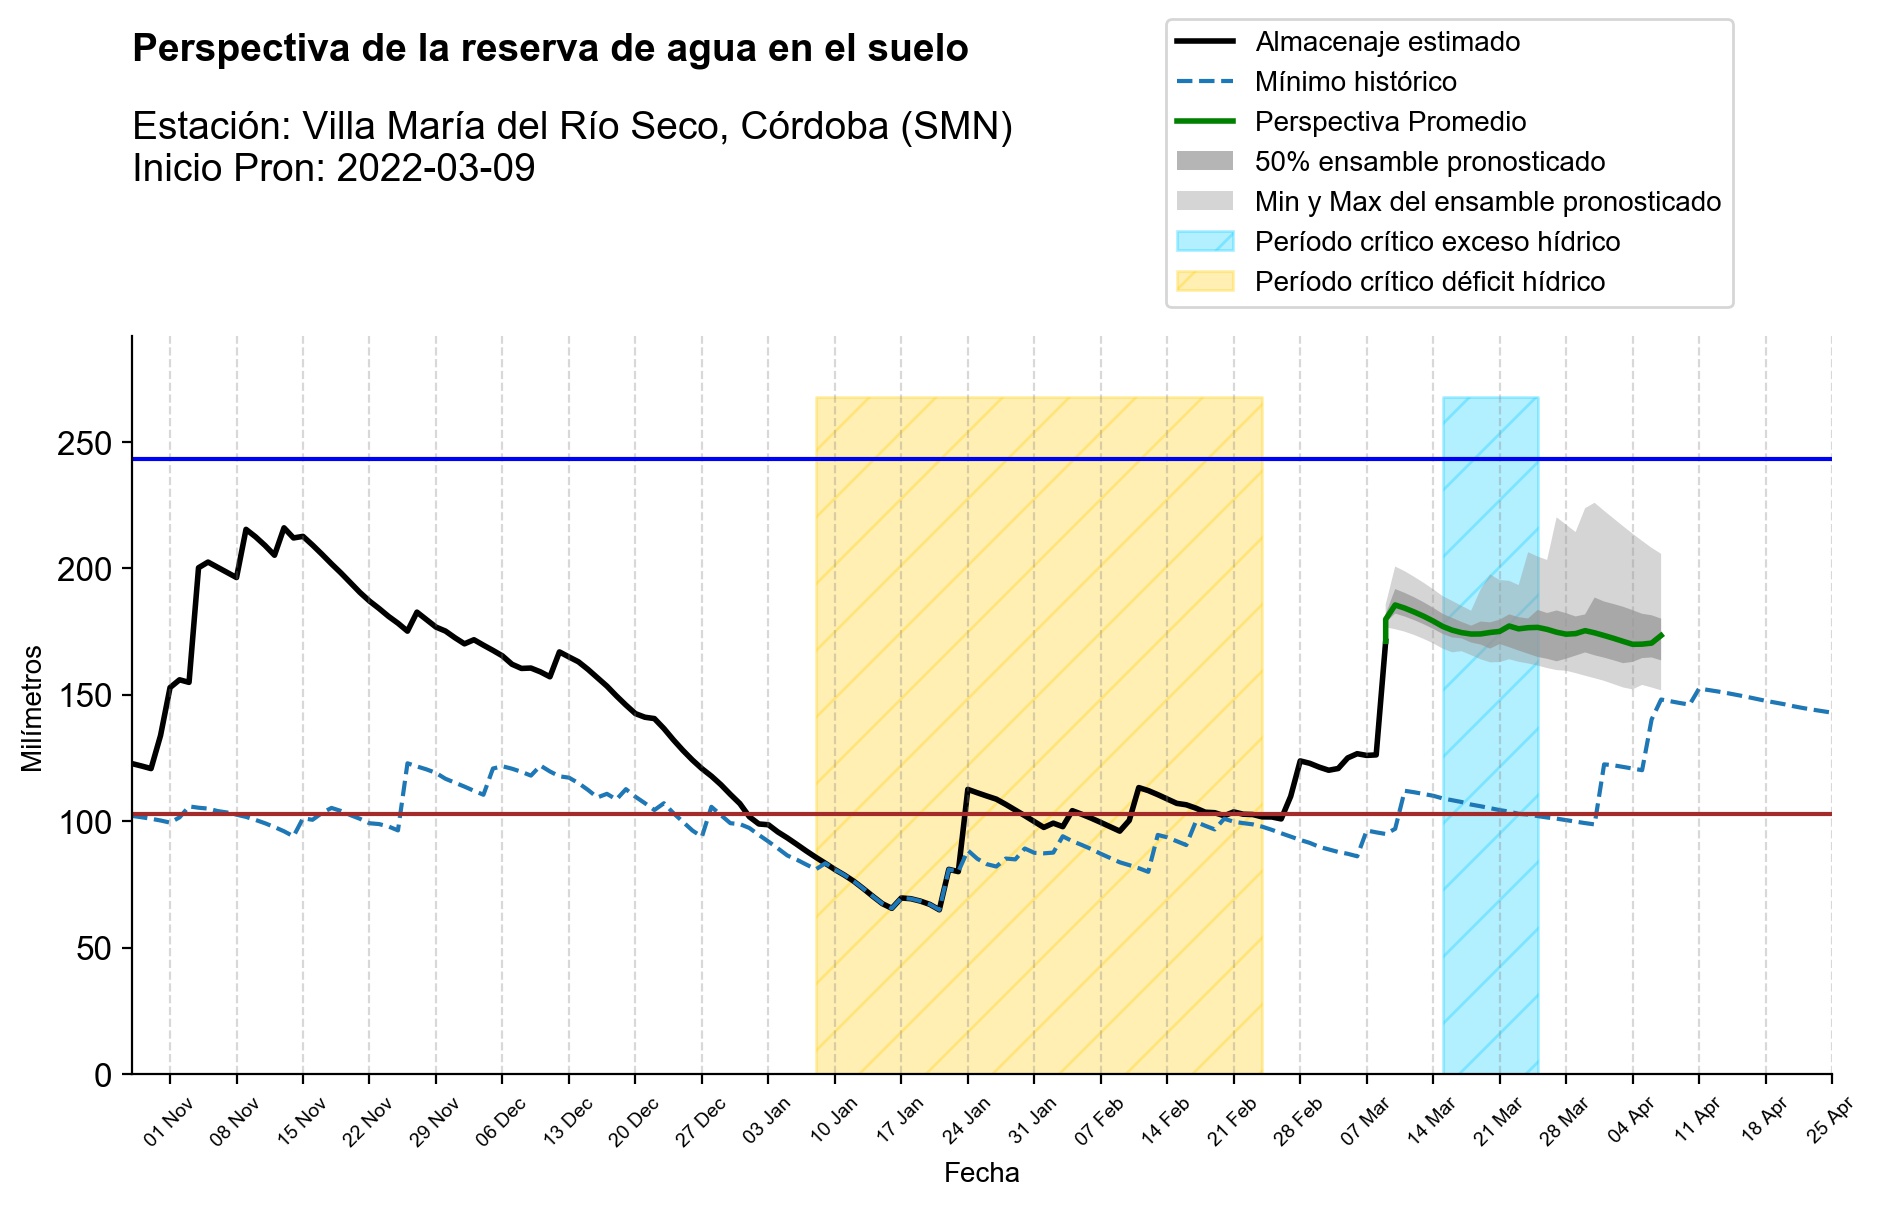 Perspectiva de la reserva de agua en el suelo
Estación: Villa María del Río Seco, Córdoba (SMN)
Inicio Pron: 2022-03-09
Almacenaje estimado
Mínimo histórico
Perspectiva Promedio
50% ensamble pronosticado
Min y Max del ensamble pronosticado
Período crítico exceso hídrico
Período crítico déficit hídrico
Milímetros
250
200
150
100
50
0
01 Nov
08 Nov
15 Nov
22 Nov
29 Nov
06 Dec
13 Dec
20 Dec
27 Dec
03 Jan
10 Jan
17 Jan
24 Jan
31 Jan
07 Feb
14 Feb
21 Feb
28 Feb
07 Mar
14 Mar
21 Mar
28 Mar
04 Apr
11 Apr
18 Apr
25 Apr
Fecha